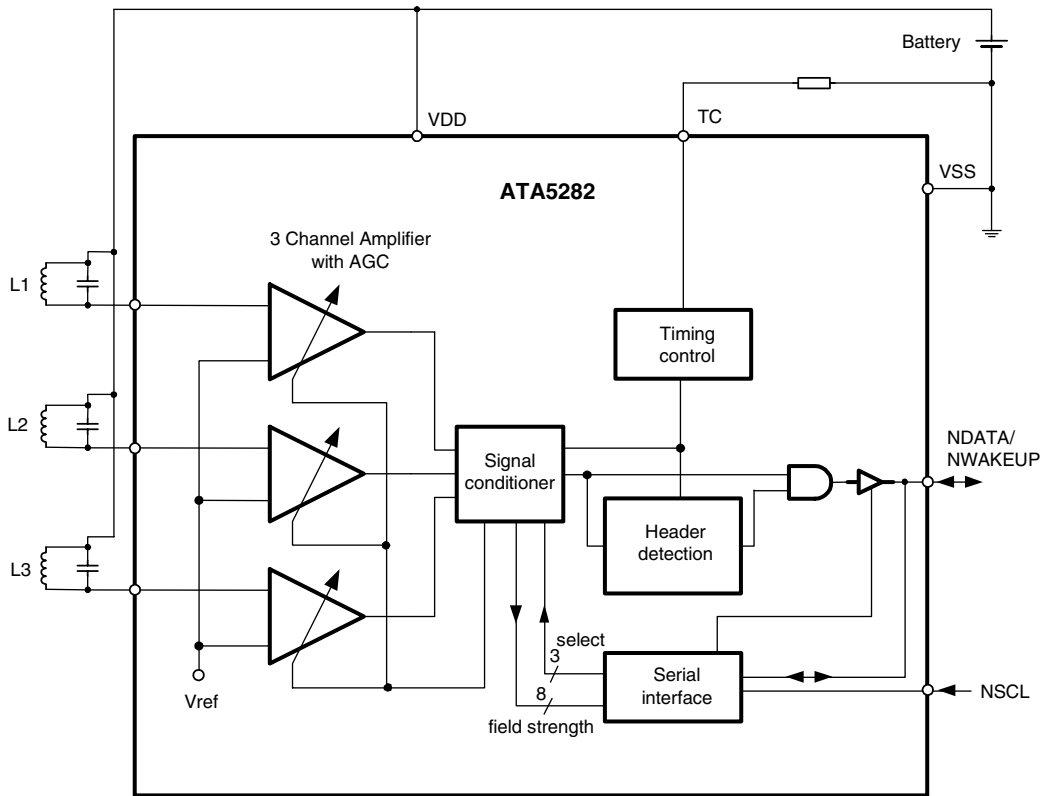 Battery
VDD
TC
VSS
ATA5282
3 Channel Amplifier
with AGC
L1
Timing
control
L2
NDATA/
NWAKEUP
Signal
conditioner
Header
detection
L3
select
3
Serial
interface
Vref
8
field strength
NSCL